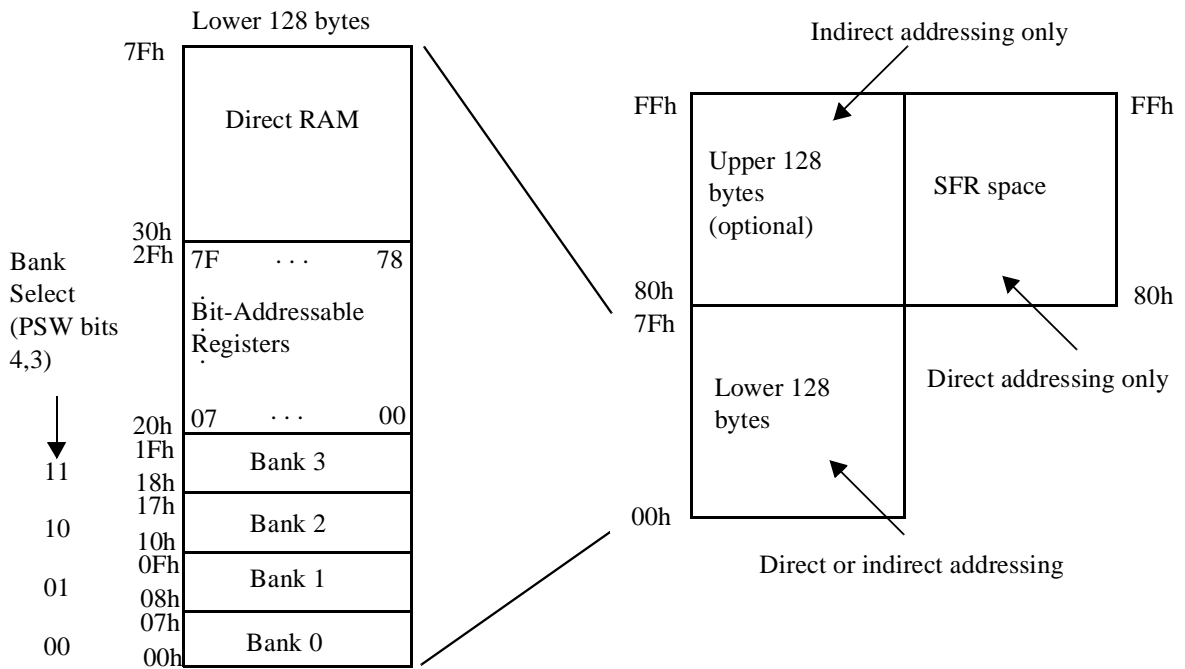 Lower 128 bytes
7Fh
Direct RAM
30h
2Fh
7F . . . 78
Bit-Addressable
Registers
07 . . . 00
20h
Bank
Select
(PSW bits
4,3)
1Fh
11
Bank 3
18h
17h
10
Bank 2
10h
0Fh
01
Bank 1
08h
07h
00
Bank 0
00h
Indirect addressing only
FFh
FFh
Upper 128
bytes
(optional)
SFR space
80h
80h
7Fh
Direct addressing only
Lower 128
bytes
00h
Direct or indirect addressing